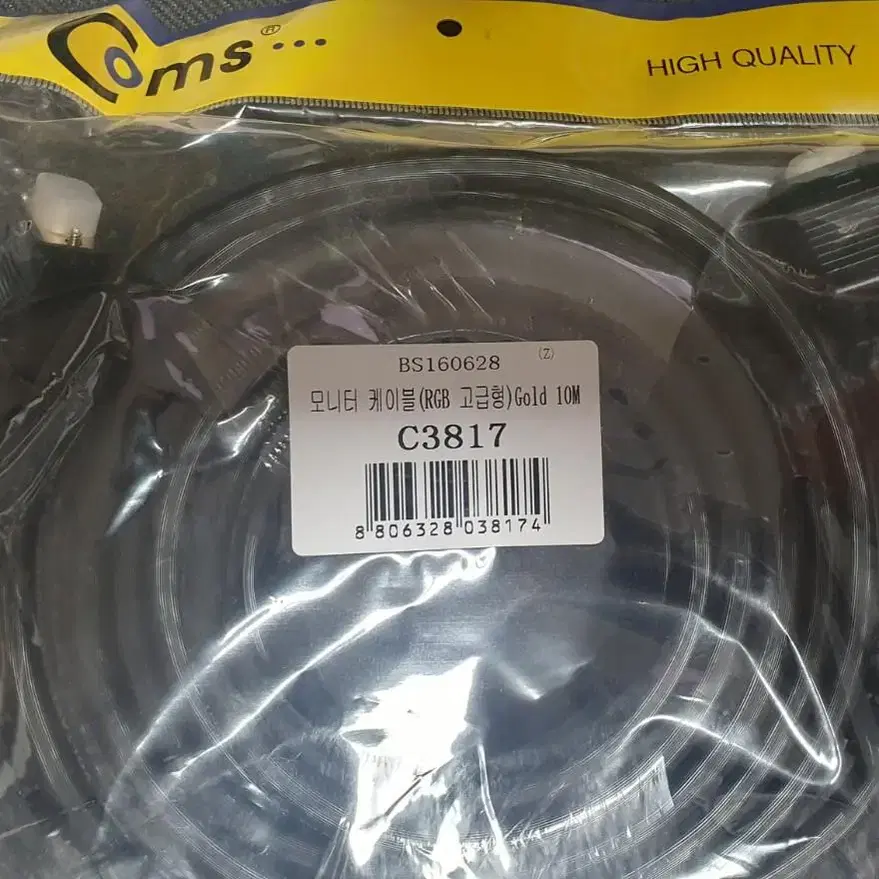 Coms® ...
HIGH QUALITY
BS160628 (Z)
모니터 케이블(RGB 고급형)Gold 10M
C3817
8 806328 038174